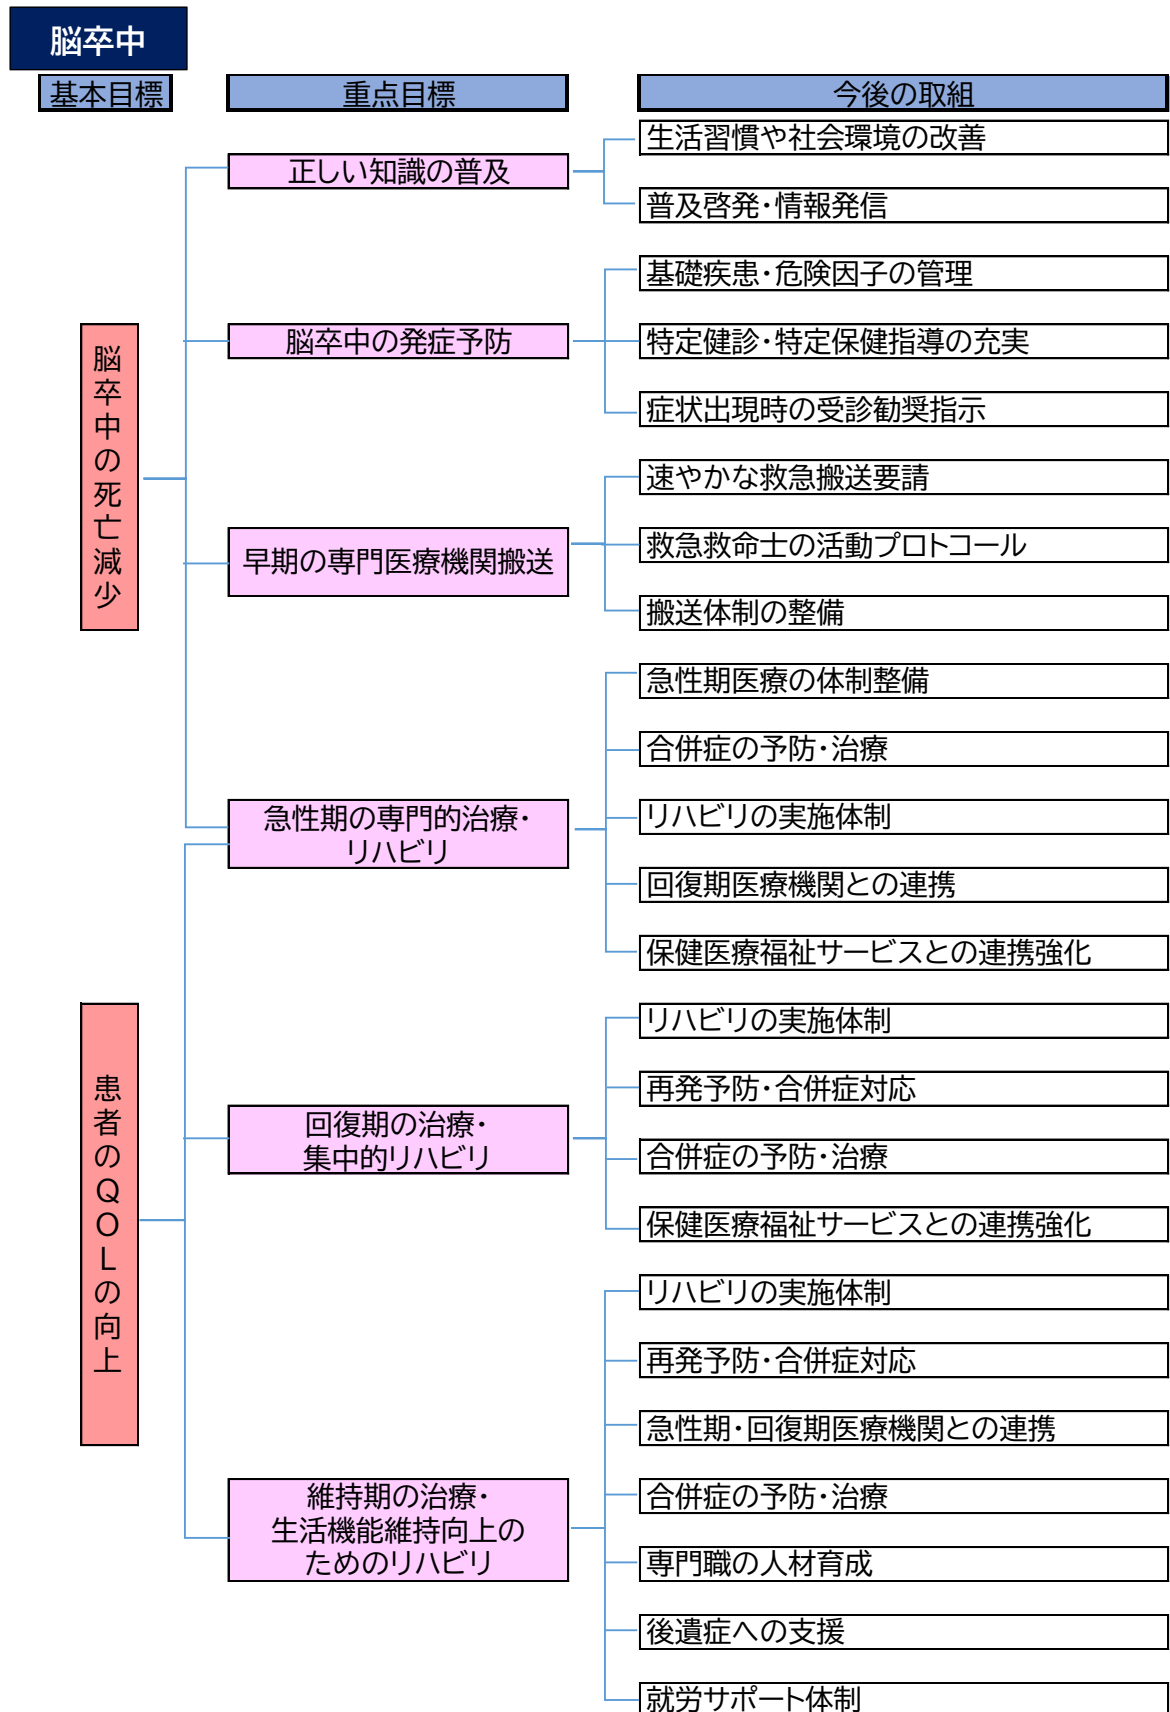 脳卒中
基本目標
重点目標
今後の取組
脳卒中の死亡減少
正しい知識の普及
生活習慣や社会環境の改善
普及啓発・情報発信
脳卒中の発症予防
基礎疾患・危険因子の管理
特定健診・特定保健指導の充実
症状出現時の受診勧奨指示
早期の専門医療機関搬送
速やかな救急搬送要請
救急救命士の活動プロトコール
搬送体制の整備
急性期の専門的治療・
リハビリ
急性期医療の体制整備
合併症の予防・治療
リハビリの実施体制
回復期医療機関との連携
保健医療福祉サービスとの連携強化
患者のQOLの向上
回復期の治療・
集中的リハビリ
リハビリの実施体制
再発予防・合併症対応
合併症の予防・治療
保健医療福祉サービスとの連携強化
維持期の治療・
生活機能維持向上の
ためのリハビリ
リハビリの実施体制
再発予防・合併症対応
急性期・回復期医療機関との連携
合併症の予防・治療
専門職の人材育成
後遺症への支援
就労サポート体制